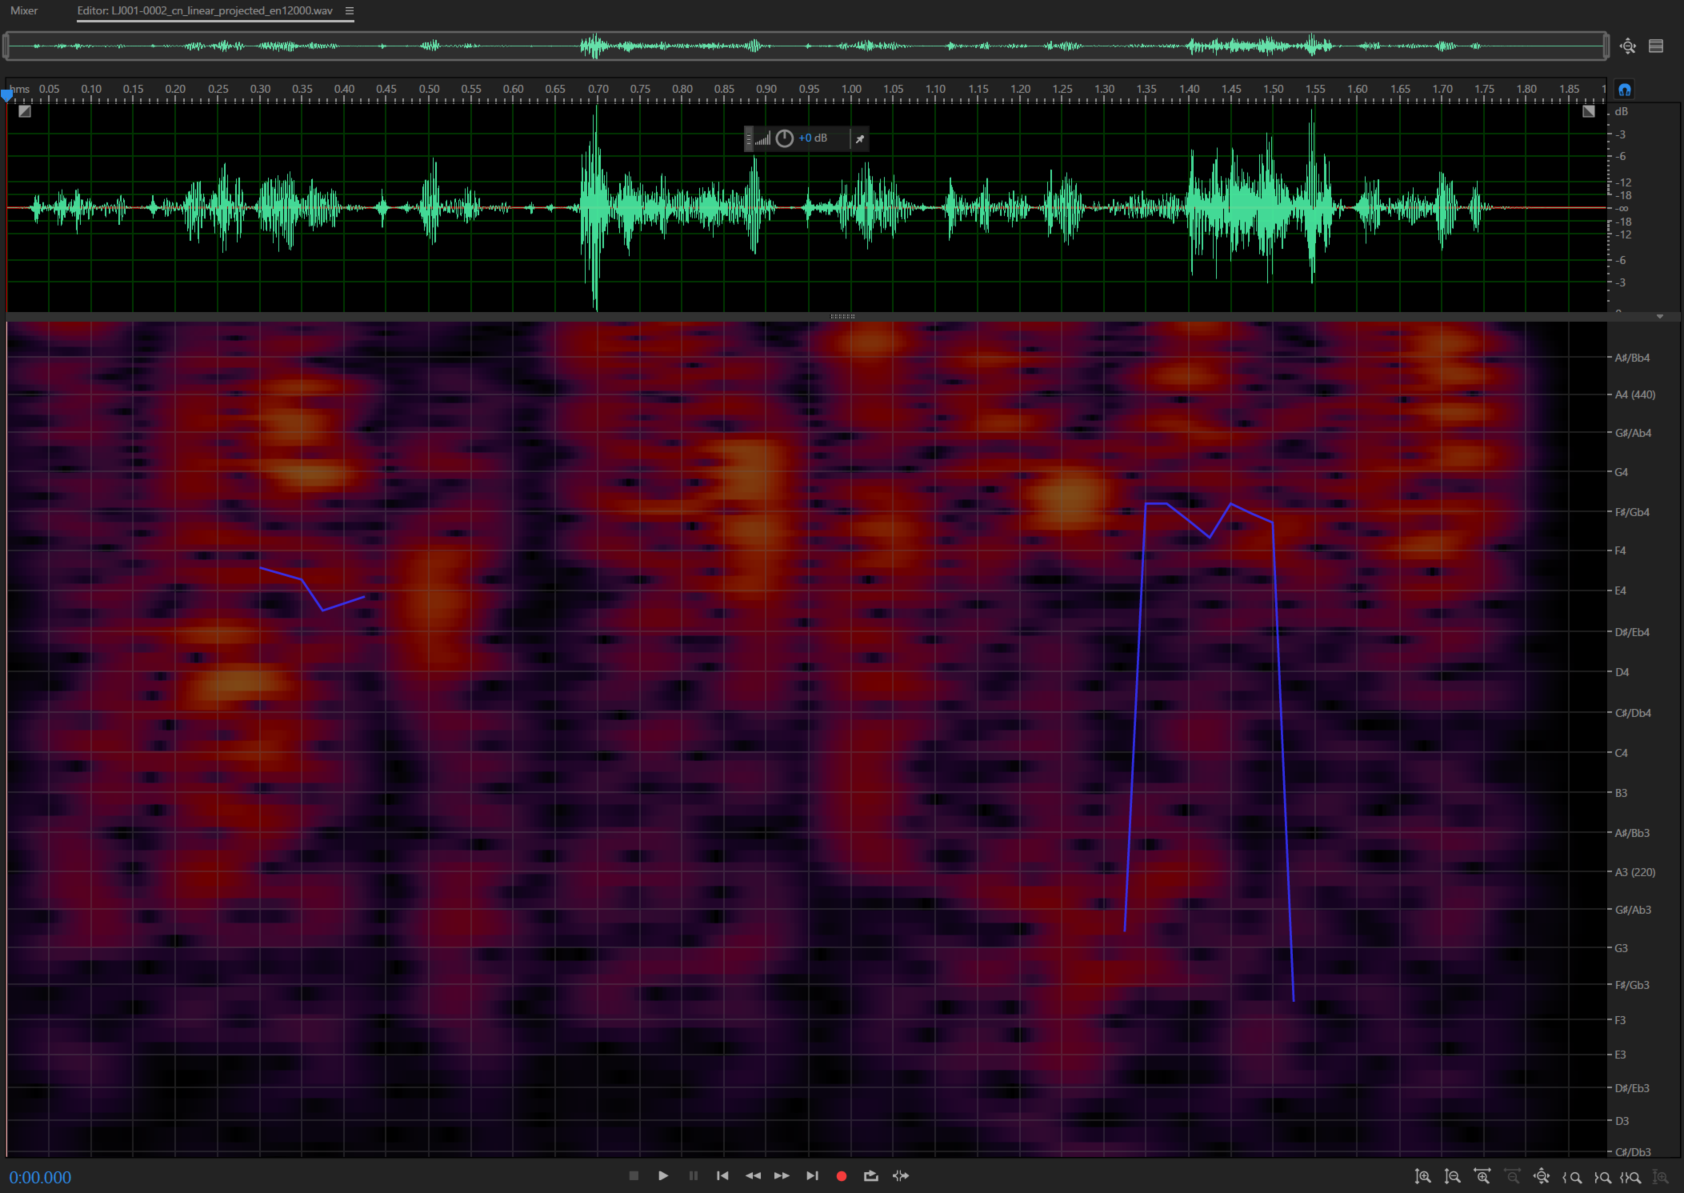 Mixer
Editor: LJ001-0002_cn_linear_projected_en12000.wav
hms 0.05 0.10 0.15 0.20 0.25 0.30 0.35 0.40 0.45 0.50 0.55 0.60 0.65 0.70 0.75 0.80 0.85 0.90 0.95 1.00 1.05 1.10 1.15 1.20 1.25 1.30 1.35 1.40 1.45 1.50 1.55 1.60 1.65 1.70 1.75 1.80 1.85
dB
+0 dB
-3
-6
-12
-18
-∞
-18
-12
-6
-3
A#/Bb4
A4 (440)
G#/Ab4
G4
F#/Gb4
F4
E4
D#/Eb4
D4
C#/Db4
C4
B3
A#/Bb3
A3 (220)
G#/Ab3
G3
F#/Gb3
F3
E3
D#/Eb3
D3
C#/Db3
0:00.000